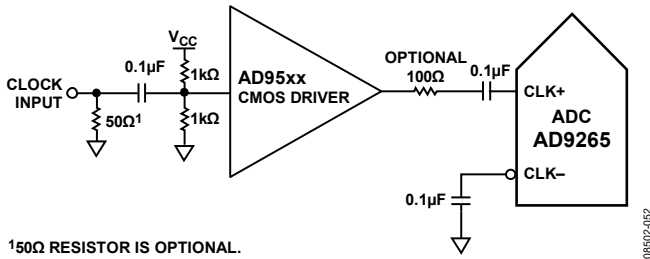 V_CC
OPTIONAL
0.1µF
1kΩ
AD95xx
100Ω
0.1µF
CLOCK
INPUT
CMOS DRIVER
CLK+
ADC
AD9265
50Ω¹
1kΩ
CLK–
0.1µF
¹50Ω RESISTOR IS OPTIONAL.
08502-052